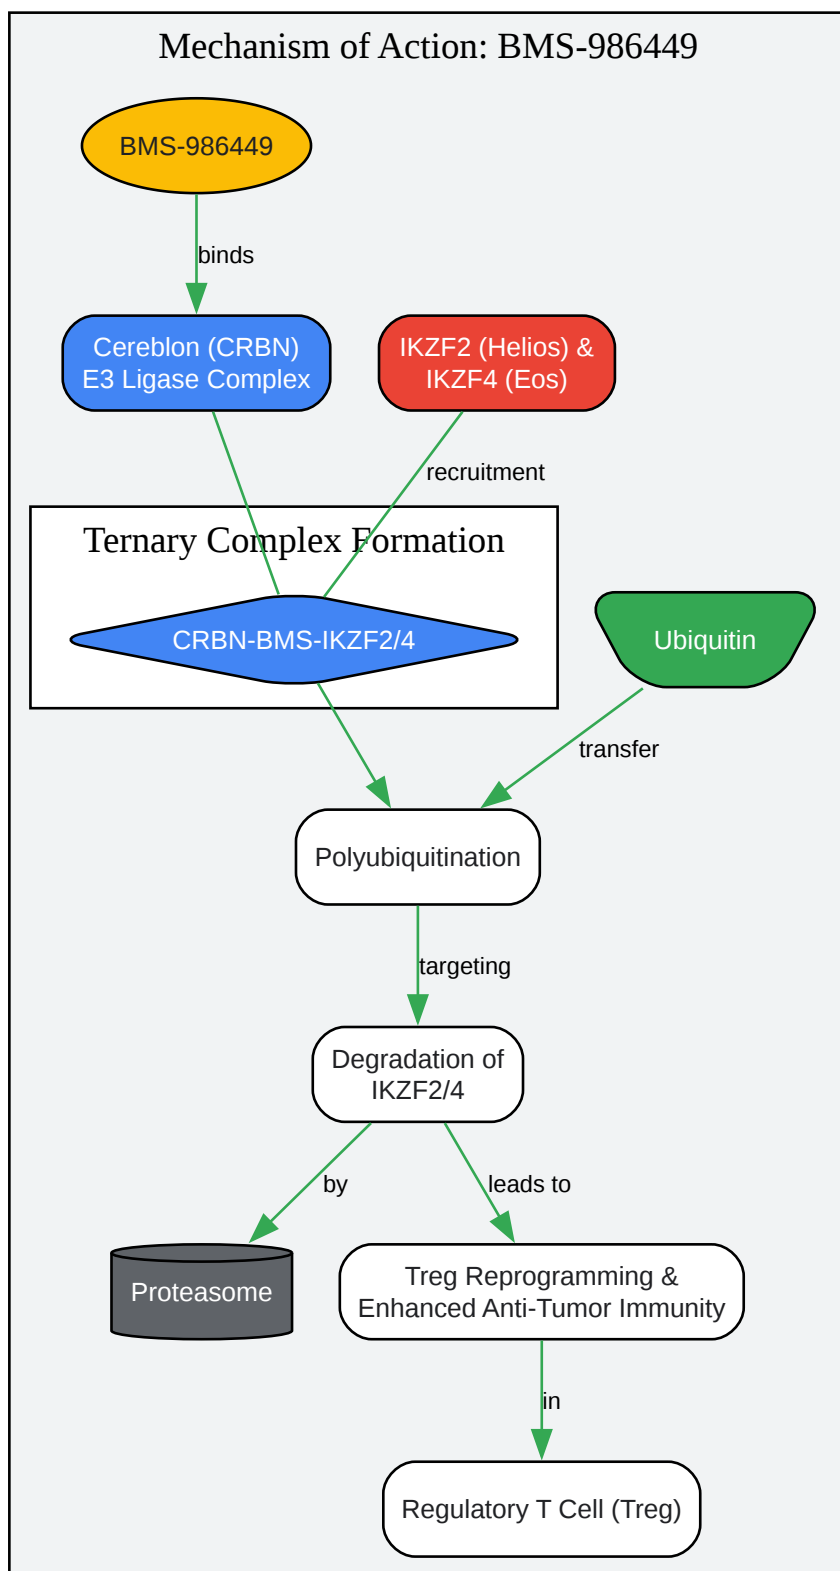 Mechanism of Action: BMS-986449
BMS-986449
binds
Cereblon (CRBN)
E3 Ligase Complex
IKZF2 (Helios) &
IKZF4 (Eos)
recruitment
Ternary Complex Formation
CRBN-BMS-IKZF2/4
Ubiquitin
transfer
Polyubiquitination
targeting
Degradation of
IKZF2/4
by
leads to
Proteasome
Treg Reprogramming &
Enhanced Anti-Tumor Immunity
in
Regulatory T Cell (Treg)